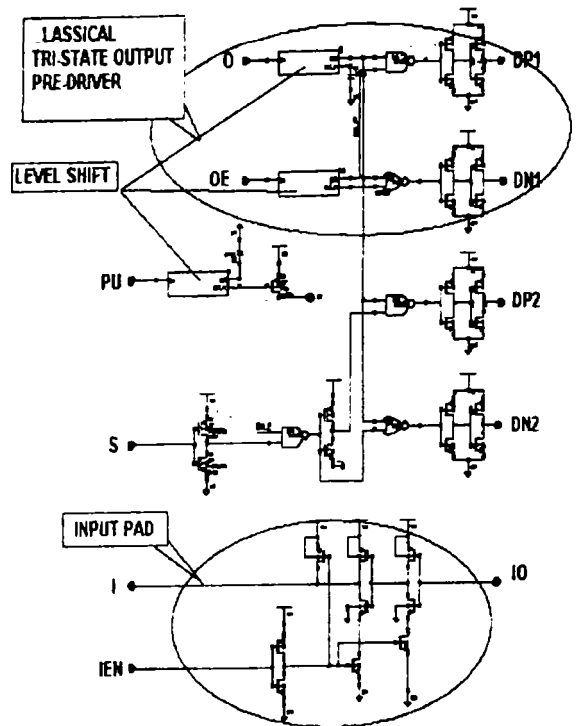 LASSICAL
TRI-STATE OUTPUT
PRE-DRIVER
O
DP1
LEVEL SHIFT
OE
DN1
PU
DP2
S
DN2
INPUT PAD
I
IO
IEN